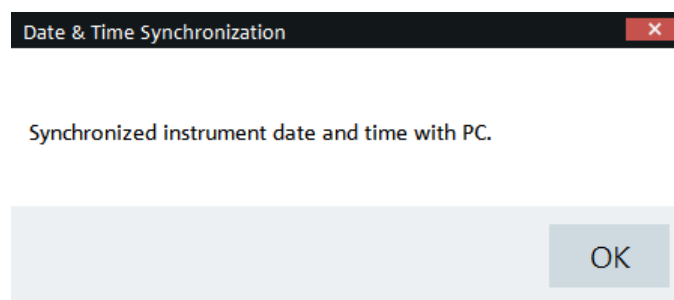 Date & Time Synchronization
Synchronized instrument date and time with PC.
OK